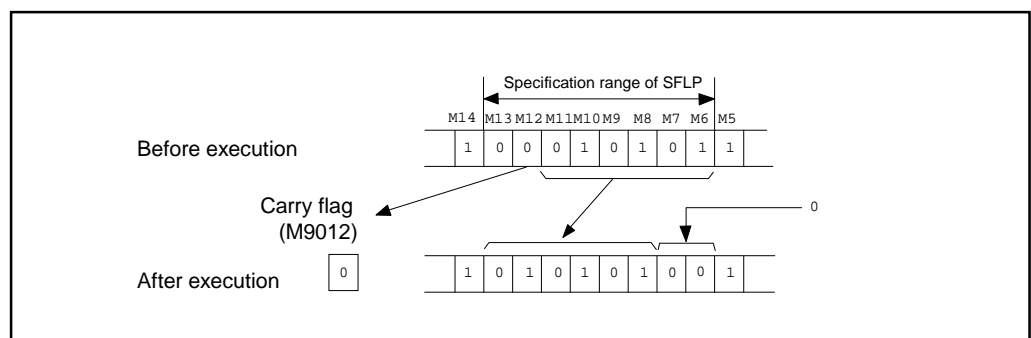 Specification range of SFLP
M14 M13 M12 M11 M10 M9 M8 M7 M6 M5
Before execution 1 0 0 0 1 0 1 0 1 1
Carry flag
(M9012)
0
After execution 0 1 0 1 0 1 0 1 0 0 1